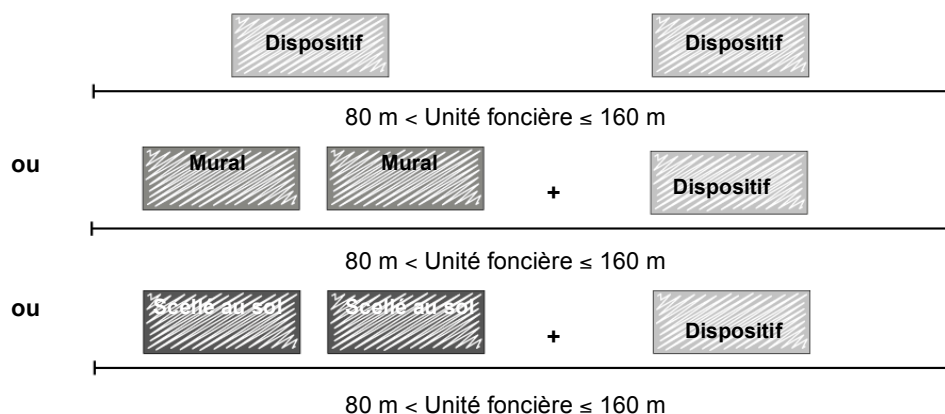 Dispositif Dispositif
80 m < Unité foncière ≤ 160 m
ou Mural Mural + Dispositif
80 m < Unité foncière ≤ 160 m
ou Scellé au sol Scellé au sol + Dispositif
80 m < Unité foncière ≤ 160 m